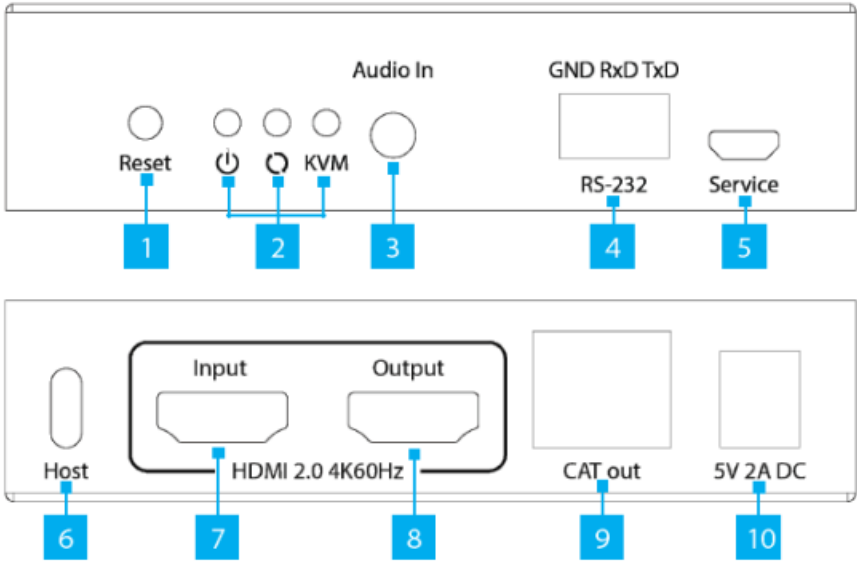 Audio In
GND RxD TxD
Reset
KVM
RS-232
Service
1
2
3
4
5
Input
Output
Host
HDMI 2.0 4K60Hz
CAT out
5V 2A DC
6
7
8
9
10